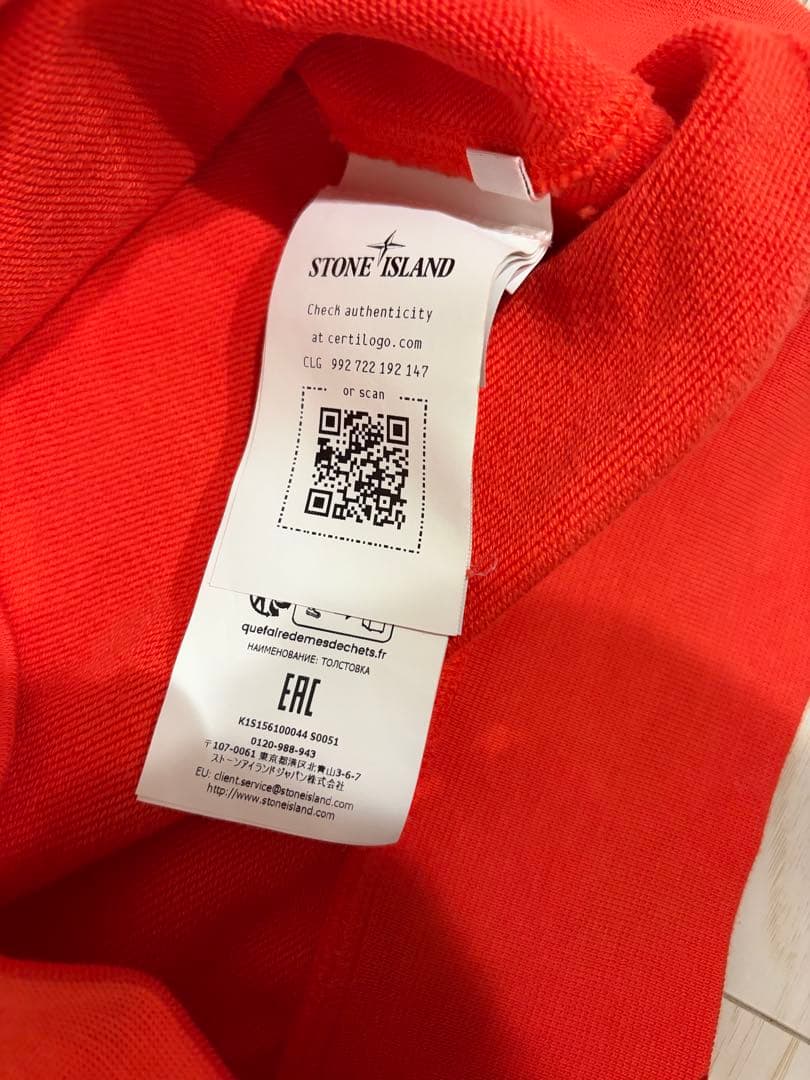 STONE ISLAND
Check authenticity
at certilogo.com
CLG 992 722 192 147
or scan
quefairedemesdechets.fr
НАИМЕНОВАНИЕ: ТОЛСТОВКА
EAC
K1S156100044 S0051
0120-988-943
〒107-0061 東京都港区北青山3-6-7
ストーンアイランドジャパン株式会社
EU: client.service@stoneisland.com
http://www.stoneisland.com